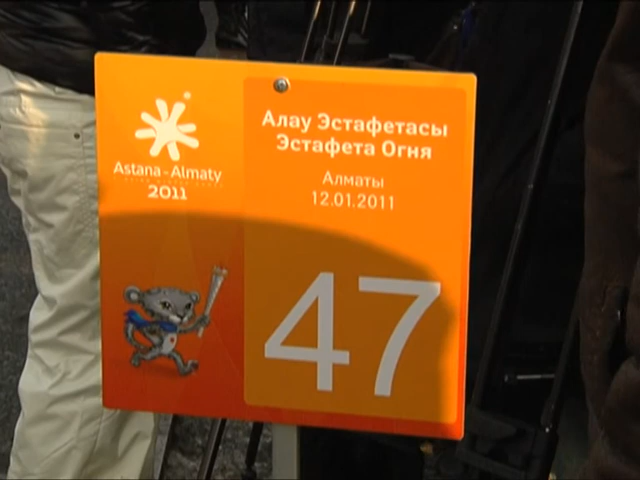 Astana - Almaty
2011
Алау Эстафетасы
Эстафета Огня
Алматы
12.01.2011
47